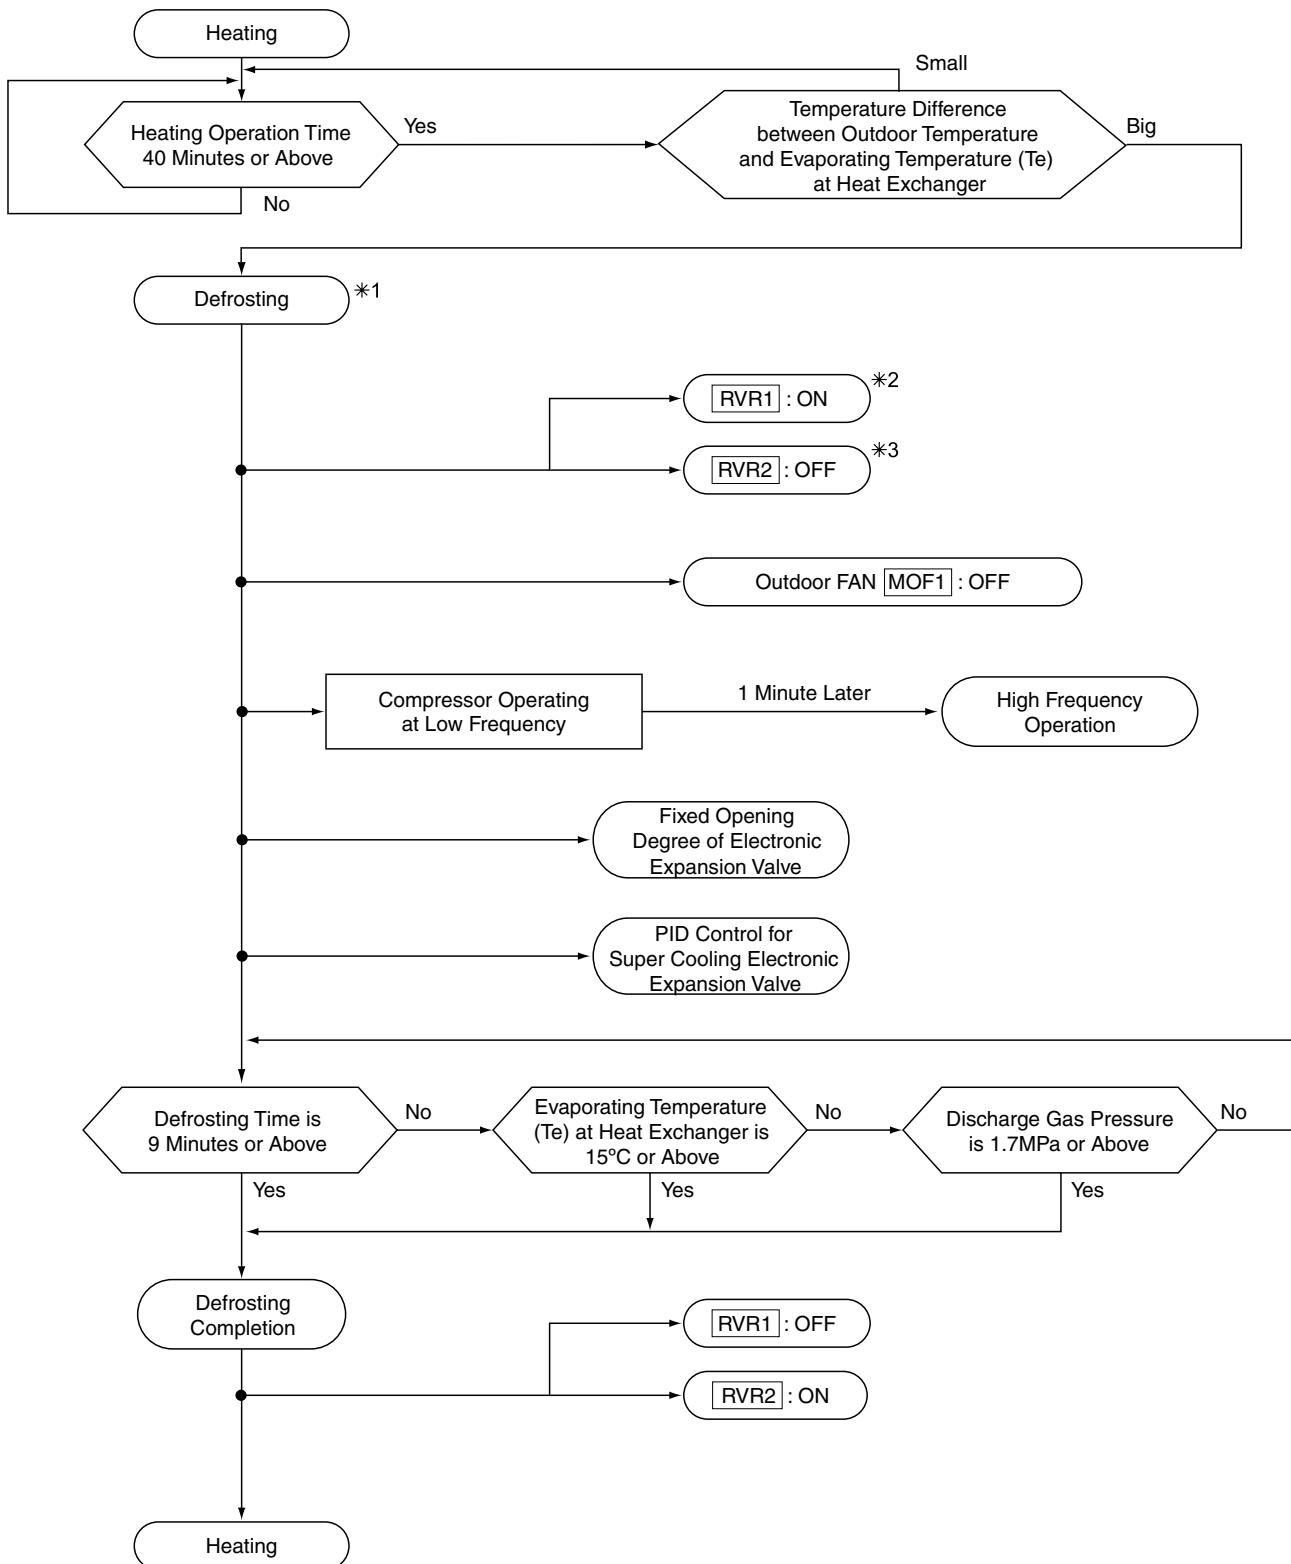 Heating
Small
Heating Operation Time
40 Minutes or Above
Yes
No
Temperature Difference
between Outdoor Temperature
and Evaporating Temperature (Te)
at Heat Exchanger
Big
Defrosting
✳1
RVR1 : ON
✳2
RVR2 : OFF
✳3
Outdoor FAN MOF1 : OFF
Compressor Operating
at Low Frequency
1 Minute Later
High Frequency
Operation
Fixed Opening
Degree of Electronic
Expansion Valve
PID Control for
Super Cooling Electronic
Expansion Valve
Defrosting Time is
9 Minutes or Above
No
Yes
Evaporating Temperature
(Te) at Heat Exchanger is
15ºC or Above
No
Yes
Discharge Gas Pressure
is 1.7MPa or Above
No
Yes
Defrosting
Completion
RVR1 : OFF
RVR2 : ON
Heating